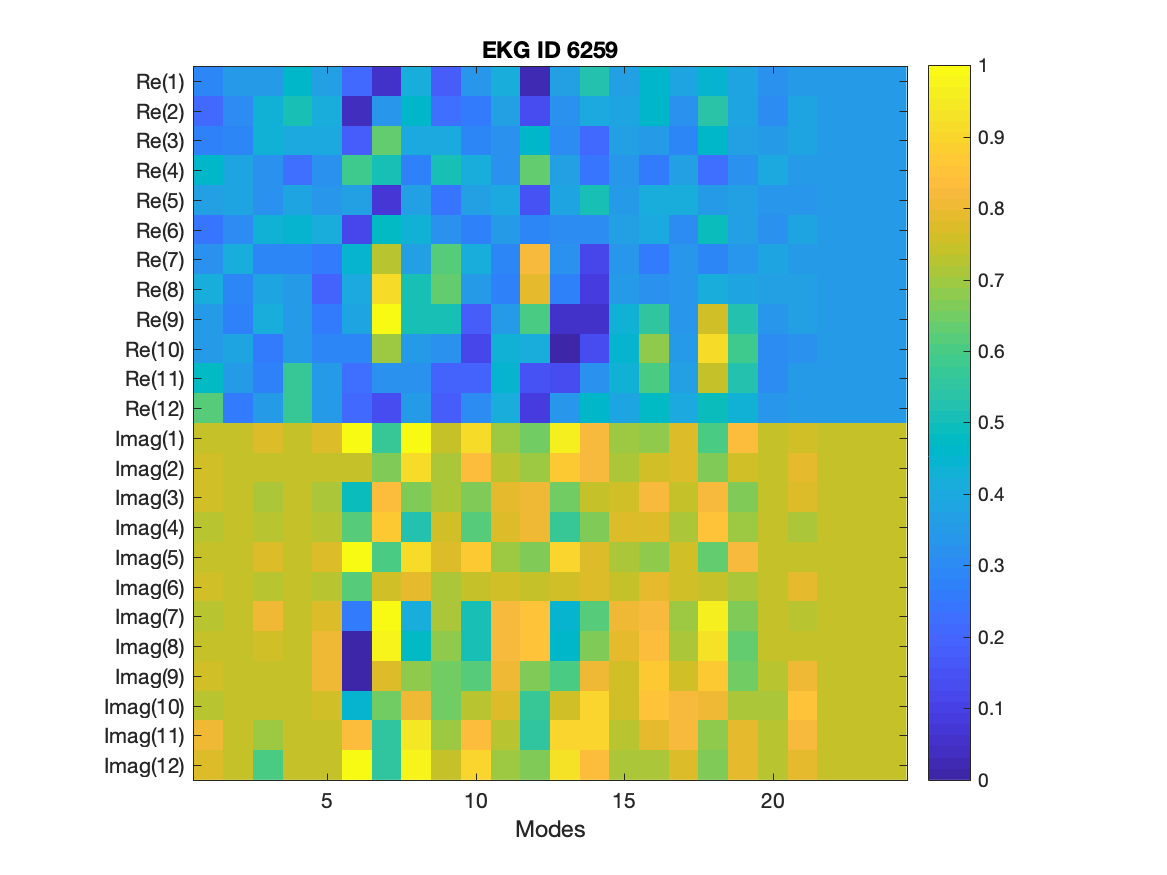 EKG ID 6259
Re(1)
Re(2)
Re(3)
Re(4)
Re(5)
Re(6)
Re(7)
Re(8)
Re(9)
Re(10)
Re(11)
Re(12)
Imag(1)
Imag(2)
Imag(3)
Imag(4)
Imag(5)
Imag(6)
Imag(7)
Imag(8)
Imag(9)
Imag(10)
Imag(11)
Imag(12)
5 10 15 20
Modes
1
0.9
0.8
0.7
0.6
0.5
0.4
0.3
0.2
0.1
0